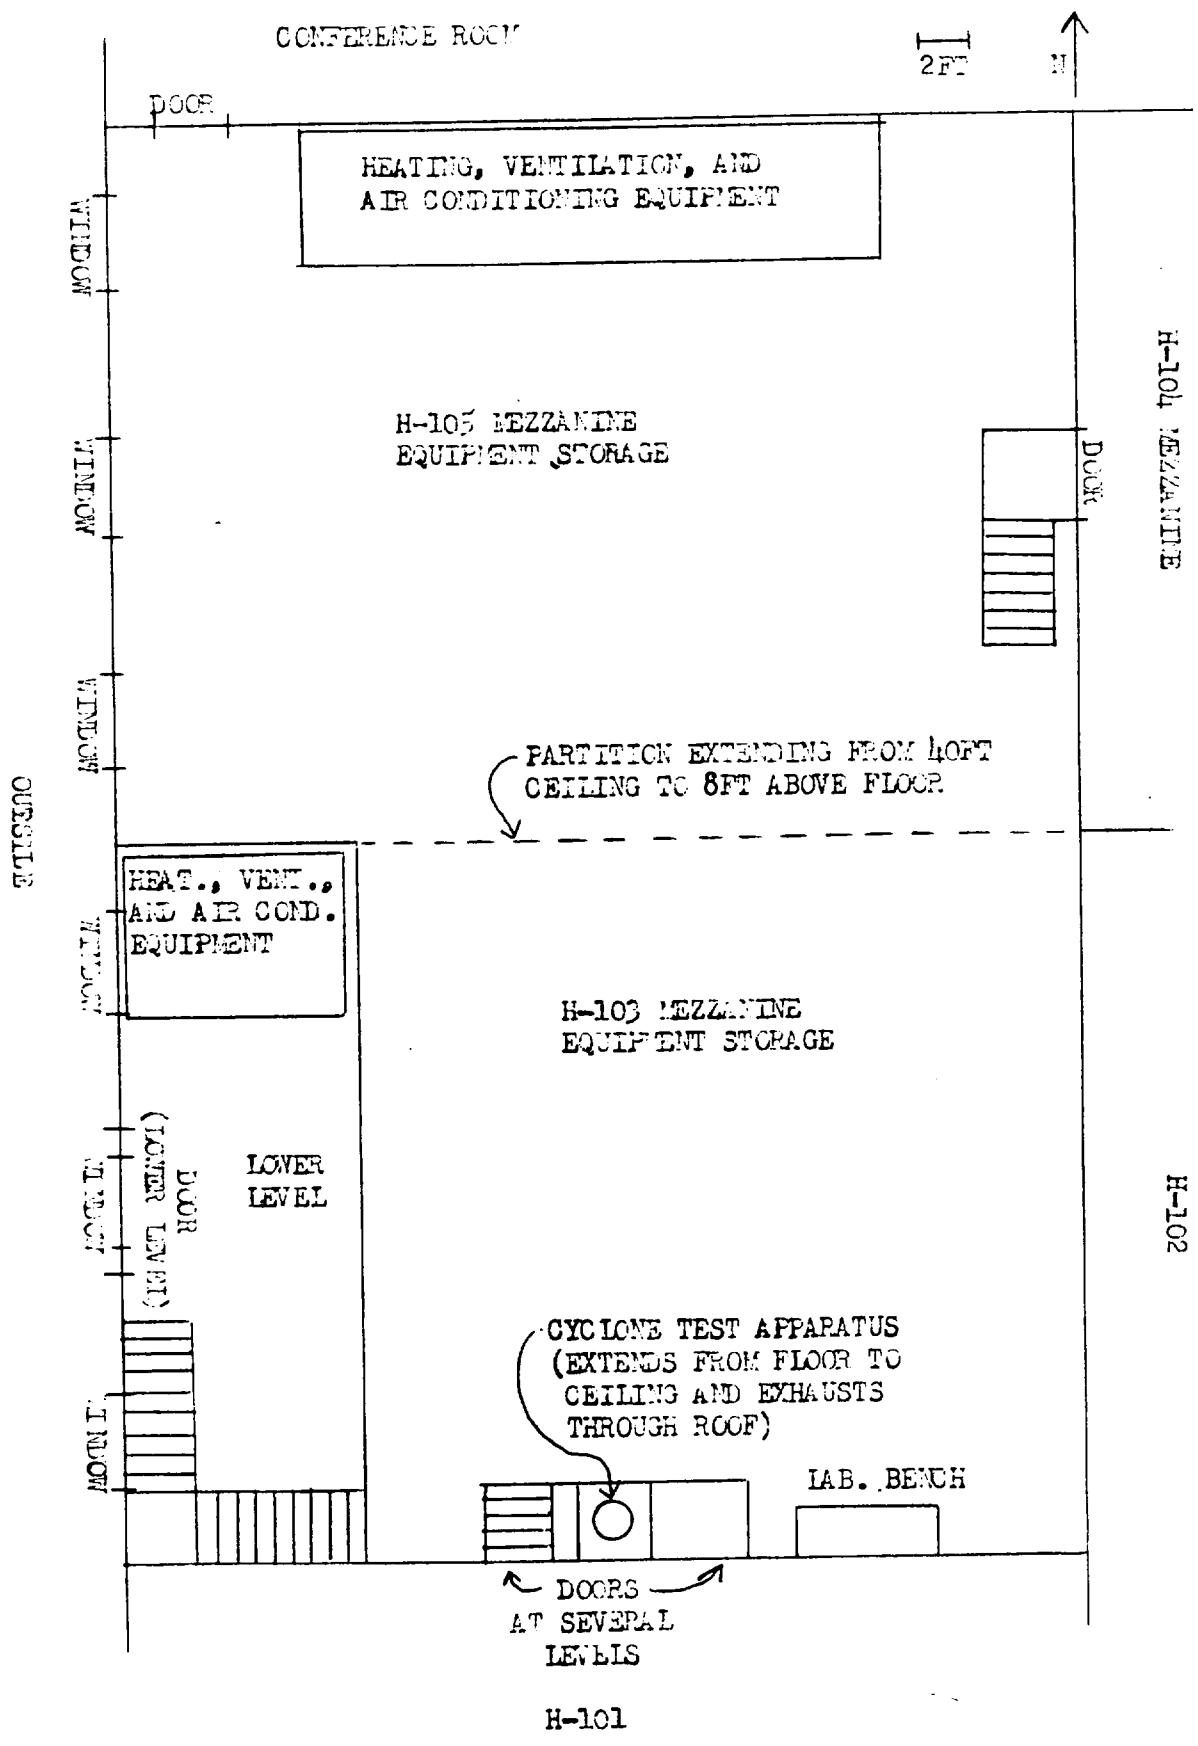 CONFERENCE ROOM
2FT
N
DOOR
HEATING, VENTILATION, AND
AIR CONDITIONING EQUIPMENT
WINDOW
H-104 MEZZANINE
H-105 MEZZANINE
EQUIPMENT STORAGE
WINDOW
DOOR
WINDOW
PARTITION EXTENDING FROM 40FT
CEILING TO 8FT ABOVE FLOOR
OUTSIDE
HEAT., VENT.,
AND AIR COND.
EQUIPMENT
WINDOW
H-103 MEZZANINE
EQUIPMENT STORAGE
DOOR
(LOWER LEVEL)
LOWER
LEVEL
WINDOW
H-102
CYCLONE TEST APPARATUS
(EXTENDS FROM FLOOR TO
CEILING AND EXHAUSTS
THROUGH ROOF)
WINDOW
LAB. BENCH
DOORS
AT SEVERAL
LEVELS
H-101